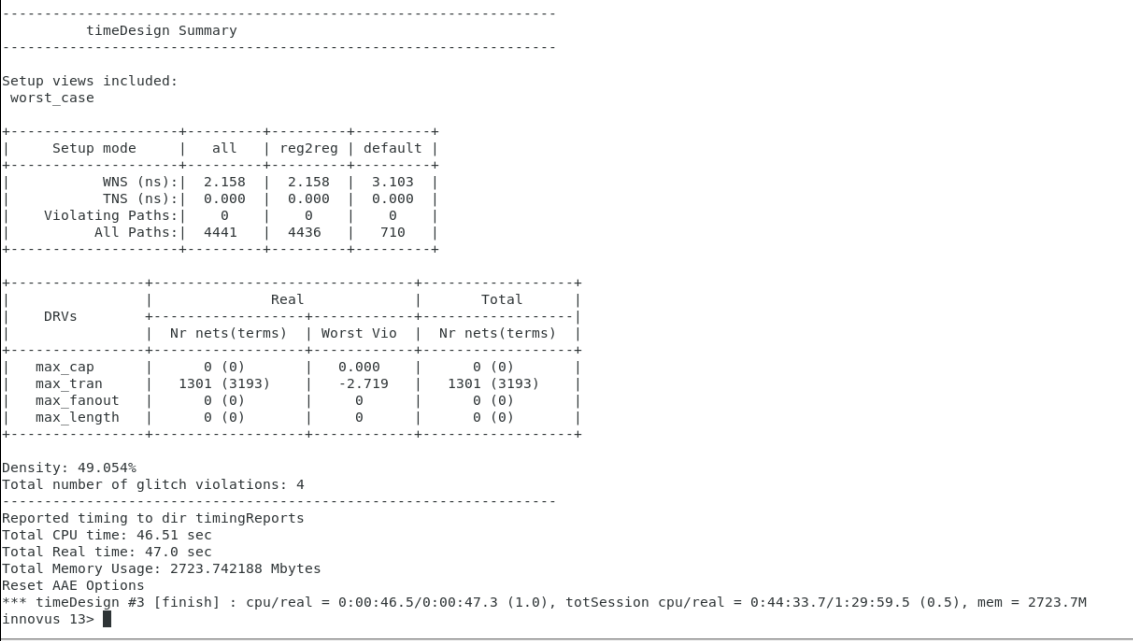 ------------------------------------------------------------------
          timeDesign Summary
------------------------------------------------------------------
Setup views included:
 worst_case
+--------------------+---------+---------+---------+
|     Setup mode     |   all   | reg2reg | default |
+--------------------+---------+---------+---------+
|           WNS (ns):|  2.158  |  2.158  |  3.103  |
|           TNS (ns):|  0.000  |  0.000  |  0.000  |
|    Violating Paths:|    0    |    0    |    0    |
|          All Paths:|  4441   |  4436   |   710   |
+--------------------+---------+---------+---------+
+----------------+-------------------------------+------------------+
|                |              Real             |       Total      |
|    DRVs        +------------------+------------+------------------|
|                |  Nr nets(terms)  | Worst Vio  |  Nr nets(terms)  |
+----------------+------------------+------------+------------------+
|   max_cap      |      0 (0)       |   0.000    |      0 (0)       |
|   max_tran     |   1301 (3193)    |   -2.719   |   1301 (3193)    |
|   max_fanout   |      0 (0)       |     0      |      0 (0)       |
|   max_length   |      0 (0)       |     0      |      0 (0)       |
+----------------+------------------+------------+------------------+
Density: 49.054%
Total number of glitch violations: 4
------------------------------------------------------------------
Reported timing to dir timingReports
Total CPU time: 46.51 sec
Total Real time: 47.0 sec
Total Memory Usage: 2723.742188 Mbytes
Reset AAE Options
*** timeDesign #3 [finish] : cpu/real = 0:00:46.5/0:00:47.3 (1.0), totSession cpu/real = 0:44:33.7/1:29:59.5 (0.5), mem = 2723.7M
innovus 13>